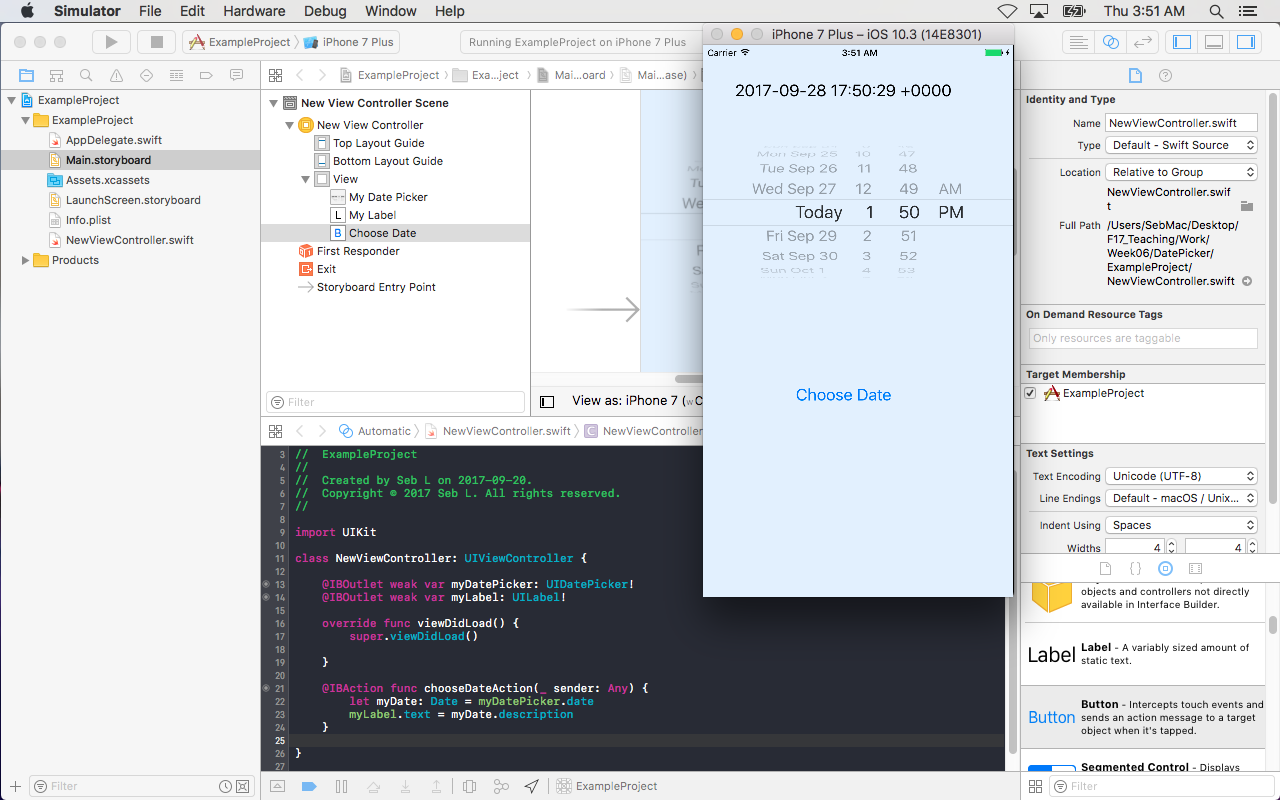 Simulator File Edit Hardware Debug Window Help Thu 3:51 AM
ExampleProject iPhone 7 Plus Running ExampleProject on iPhone 7 Plus
iPhone 7 Plus – iOS 10.3 (14E8301)
ExampleProject
ExampleProject
AppDelegate.swift
Main.storyboard
Assets.xcassets
LaunchScreen.storyboard
Info.plist
NewViewController.swift
Products
Filter
ExampleProject Exa...ject Mai...oard Mai...ase)
New View Controller Scene
New View Controller
Top Layout Guide
Bottom Layout Guide
View
My Date Picker
L My Label
B Choose Date
First Responder
Exit
Storyboard Entry Point
Filter
View as: iPhone 7 (wC
Automatic NewViewController.swift C NewViewController
3 // ExampleProject
4 //
5 // Created by Seb L on 2017-09-20.
6 // Copyright © 2017 Seb L. All rights reserved.
7 //
8
9 import UIKit
10
11 class NewViewController: UIViewController {
12
13 @IBOutlet weak var myDatePicker: UIDatePicker!
14 @IBOutlet weak var myLabel: UILabel!
15
16 override func viewDidLoad() {
17 super.viewDidLoad()
18
19 }
20
21 @IBAction func chooseDateAction(_ sender: Any) {
22 let myDate: Date = myDatePicker.date
23 myLabel.text = myDate.description
24 }
25
26 }
27
ExampleProject
Carrier 3:51 AM
2017-09-28 17:50:29 +0000
Mon Sep 25 10 47
Tue Sep 26 11 48
Wed Sep 27 12 49 AM
Today 1 50 PM
Fri Sep 29 2 51
Sat Sep 30 3 52
Sun Oct 1 4 53
Choose Date
Identity and Type
Name NewViewController.swift
Type Default - Swift Source
Location Relative to Group
NewViewController.swif
t
Full Path /Users/SebMac/Desktop/
F17_Teaching/Work/
Week06/DatePicker/
ExampleProject/
NewViewController.swift
On Demand Resource Tags
Only resources are taggable
Target Membership
ExampleProject
Text Settings
Text Encoding Unicode (UTF-8)
Line Endings Default - macOS / Unix...
Indent Using Spaces
Widths 4 4
objects and controllers not directly
available in Interface Builder.
Label Label - A variably sized amount of
static text.
Button Button - Intercepts touch events and
sends an action message to a target
object when it's tapped.
Segmented Control - Displays
Filter